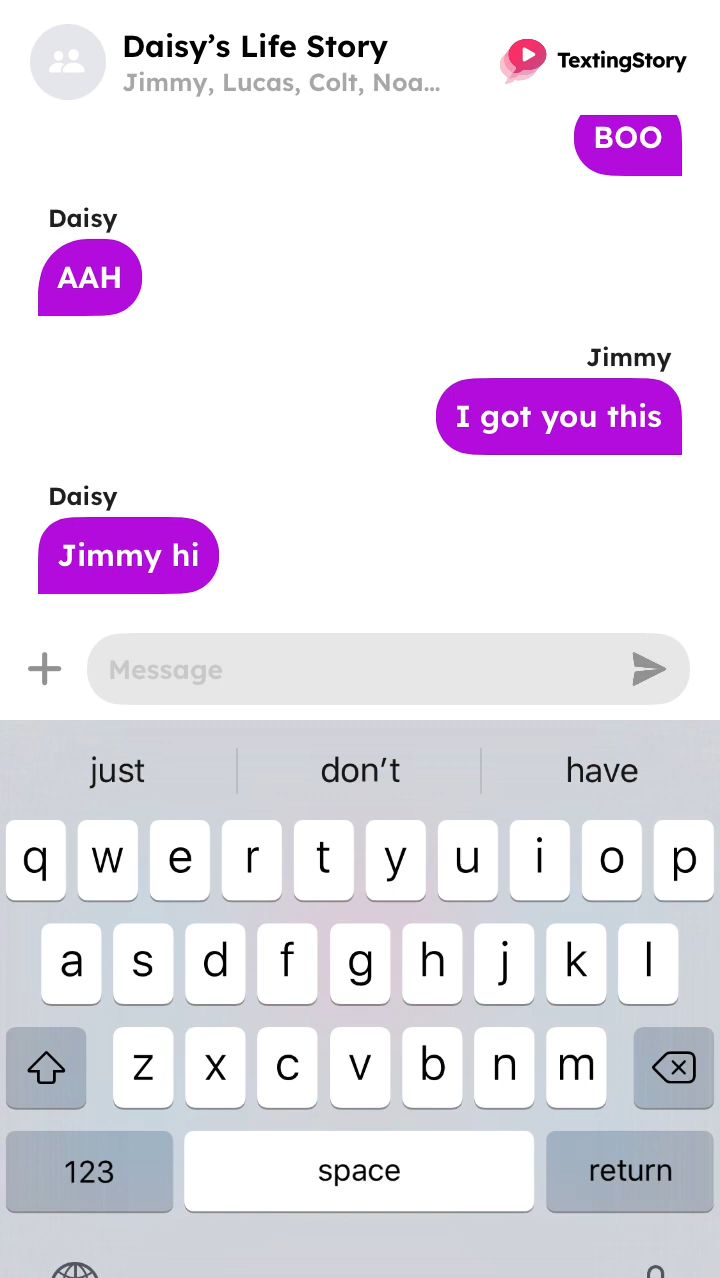 Daisy’s Life Story
Jimmy, Lucas, Colt, Noa...
TextingStory
BOO
Daisy
AAH
Jimmy
I got you this
Daisy
Jimmy hi
Message
just don’t have
q w e r t y u i o p
a s d f g h j k l
z x c v b n m
123 space return